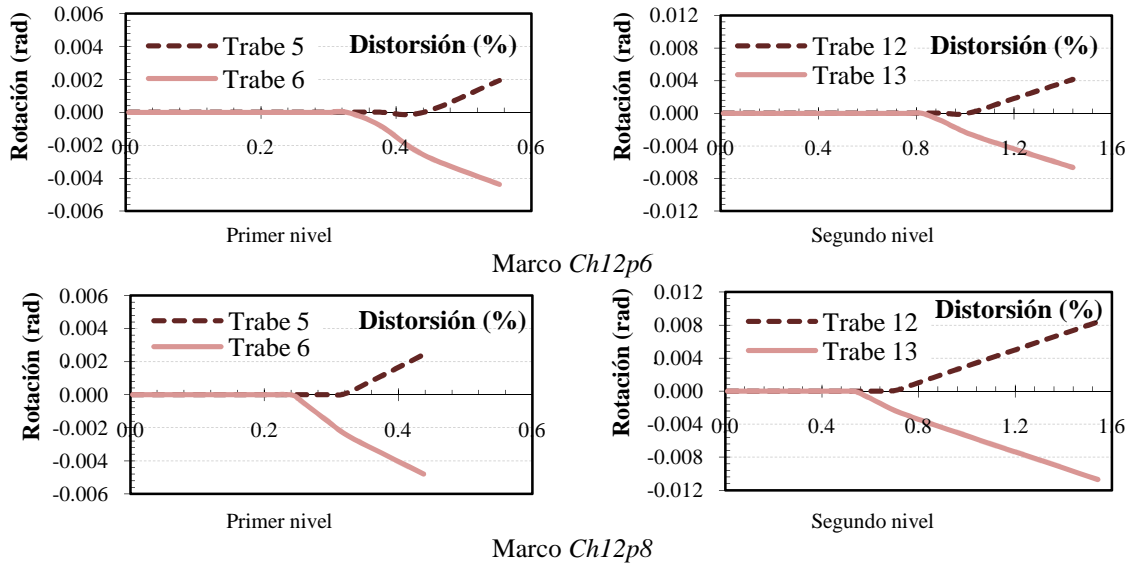 Rotación (rad)
0.006
0.004
0.002
0.000
-0.002
-0.004
-0.006
Trabe 5
Trabe 6
Distorsión (%)
0.0 0.2 0.4 0.6
Primer nivel
Rotación (rad)
0.012
0.008
0.004
0.000
-0.004
-0.008
-0.012
Trabe 12
Trabe 13
Distorsión (%)
0.0 0.4 0.8 1.2 1.6
Segundo nivel
Marco Ch12p6
Rotación (rad)
0.006
0.004
0.002
0.000
-0.002
-0.004
-0.006
Trabe 5
Trabe 6
Distorsión (%)
0.0 0.2 0.4 0.6
Primer nivel
Rotación (rad)
0.012
0.008
0.004
0.000
-0.004
-0.008
-0.012
Trabe 12
Trabe 13
Distorsión (%)
0.0 0.4 0.8 1.2 1.6
Segundo nivel
Marco Ch12p8